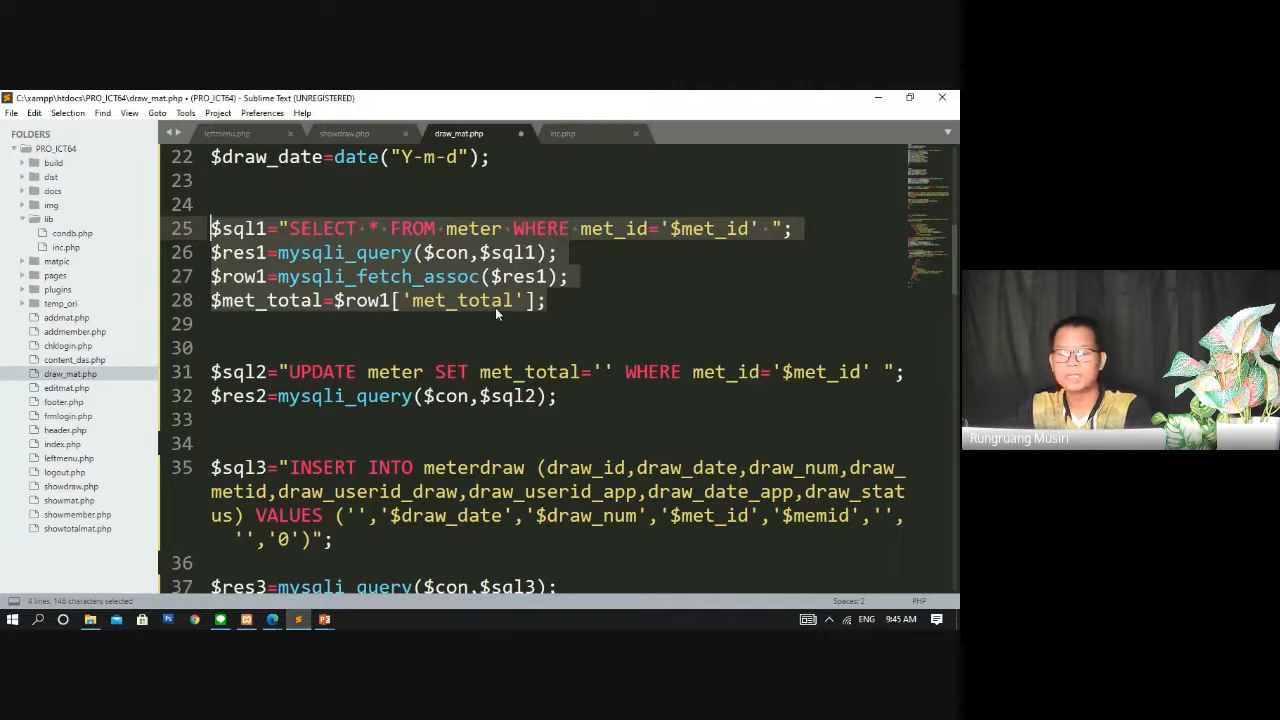 C:\xampp\htdocs\PRO_ICT64\draw_mat.php • (PRO_ICT64) - Sublime Text (UNREGISTERED)
File Edit Selection Find View Goto Tools Project Preferences Help
FOLDERS
PRO_ICT64
build
dist
docs
img
lib
condb.php
inc.php
matpic
pages
plugins
temp_ori
addmat.php
addmember.php
chklogin.php
content_das.php
draw_mat.php
editmat.php
footer.php
frmlogin.php
header.php
index.php
leftmenu.php
logout.php
showdraw.php
showmat.php
showmember.php
showtotalmat.php
leftmenu.php showdraw.php draw_mat.php inc.php
22 $draw_date=date("Y-m-d");
23
24
25 $sql1="SELECT * FROM meter WHERE met_id='$met_id' ";
26 $res1=mysqli_query($con,$sql1);
27 $row1=mysqli_fetch_assoc($res1);
28 $met_total=$row1['met_total'];
29
30
31 $sql2="UPDATE meter SET met_total='' WHERE met_id='$met_id' ";
32 $res2=mysqli_query($con,$sql2);
33
34
35 $sql3="INSERT INTO meterdraw (draw_id,draw_date,draw_num,draw_
metid,draw_userid_draw,draw_userid_app,draw_date_app,draw_stat
us) VALUES ('','$draw_date','$draw_num','$met_id','$memid','',
'','0')";
36
37 $res3=mysqli_query($con,$sql3);
4 lines, 148 characters selected
Spaces: 2 PHP
ENG 9:45 AM
Rungruang Musiri